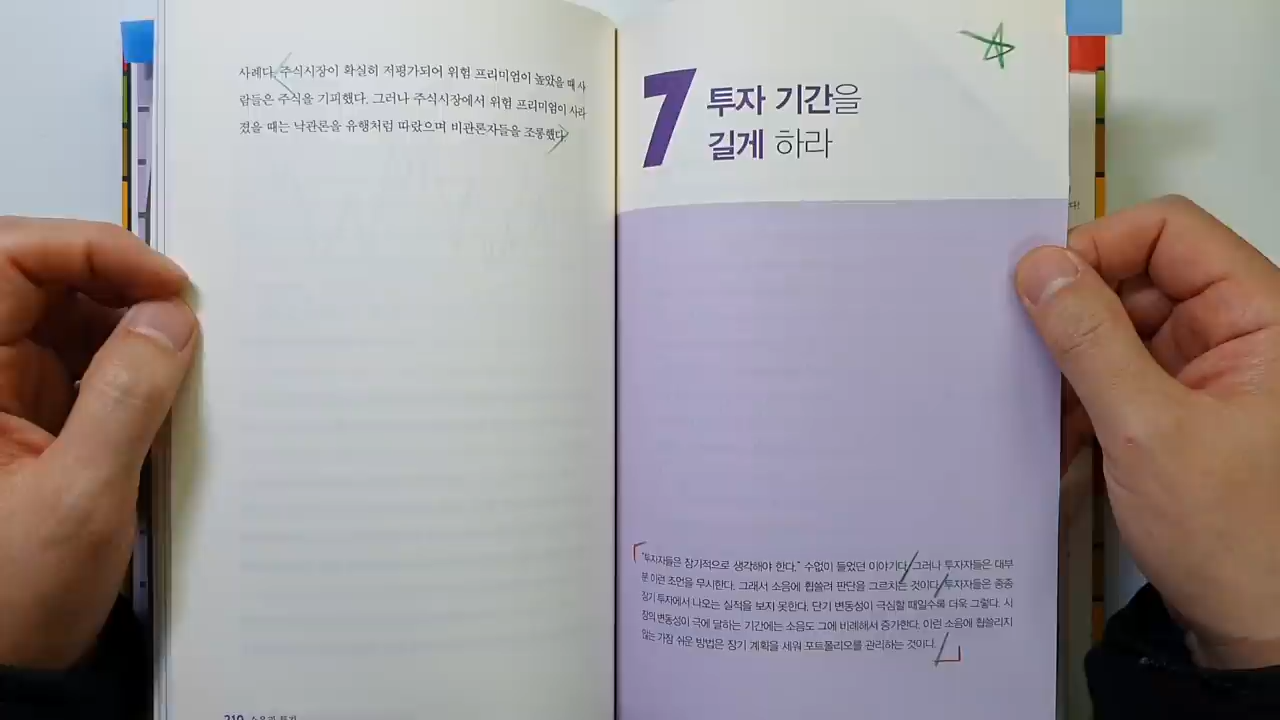 사례다. 주식시장이 확실히 저평가되어 위험 프리미엄이 높았을 때 사
람들은 주식을 기피했다. 그러나 주식시장에서 위험 프리미엄이 사라
졌을 때는 낙관론을 유행처럼 따랐으며 비관론자들을 조롱했다.
7 투자 기간을
길게 하라
"투자자들은 장기적으로 생각해야 한다." 수없이 들었던 이야기다. 그러나 투자자들은 대부
분 이런 조언을 무시한다. 그래서 소음에 휩쓸려 판단을 그르치는 것이다. 투자자들은 종종
장기 투자에서 나오는 실적을 보지 못한다. 단기 변동성이 극심할 때일수록 더욱 그렇다. 시
장의 변동성이 극에 달하는 기간에는 소음도 그에 비례해서 증가한다. 이런 소음에 휩쓸리지
않는 가장 쉬운 방법은 장기 계획을 세워 포트폴리오를 관리하는 것이다.
210 소음과 투자